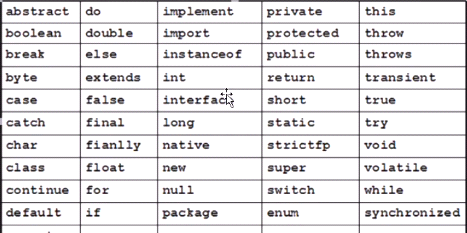 abstract do implement private this
boolean double import protected throw
break else instanceof public throws
byte extends int return transient
case false interfac short true
catch final long static try
char fianlly native strictfp void
class float new super volatile
continue for null switch while
default if package enum synchronized